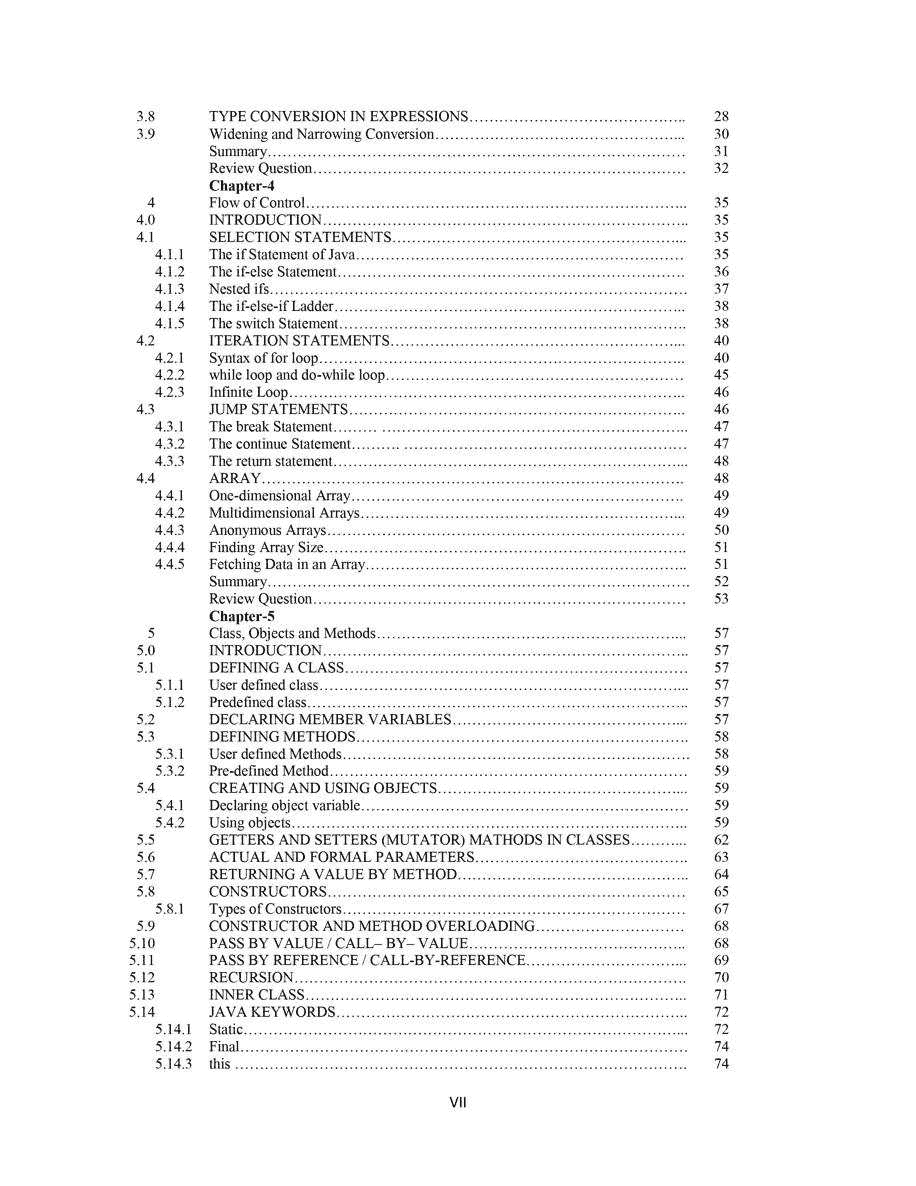 3.8 TYPE CONVERSION IN EXPRESSIONS…………………………………….. 28
3.9 Widening and Narrowing Conversion…………………………………………... 30
Summary………………………………………………………………………… 31
Review Question………………………………………………………………… 32
Chapter-4
4 Flow of Control………………………………………………………………... 35
4.0 INTRODUCTION……………………………………………………………….. 35
4.1 SELECTION STATEMENTS…………………………………………………... 35
4.1.1 The if Statement of Java………………………………………………………… 35
4.1.2 The if-else Statement……………………………………………………………. 36
4.1.3 Nested ifs………………………………………………………………………… 37
4.1.4 The if-else-if Ladder…………………………………………………………….. 38
4.1.5 The switch Statement……………………………………………………………. 38
4.2 ITERATION STATEMENTS…………………………………………………... 40
4.2.1 Syntax of for loop……………………………………………………………….. 40
4.2.2 while loop and do-while loop…………………………………………………… 45
4.2.3 Infinite Loop…………………………………………………………………….. 46
4.3 JUMP STATEMENTS………………………………………………………….. 46
4.3.1 The break Statement……… …………………………………………………….. 47
4.3.2 The continue Statement………. ………………………………………………… 47
4.3.3 The return statement……………………………………………………………... 48
4.4 ARRAY…………………………………………………………………………. 48
4.4.1 One-dimensional Array…………………………………………………………. 49
4.4.2 Multidimensional Arrays………………………………………………………... 49
4.4.3 Anonymous Arrays……………………………………………………………… 50
4.4.4 Finding Array Size………………………………………………………………. 51
4.4.5 Fetching Data in an Array……………………………………………………….. 51
Summary…………………………………………………………………………. 52
Review Question………………………………………………………………… 53
Chapter-5
5 Class, Objects and Methods……………………………………………………... 57
5.0 INTRODUCTION……………………………………………………………….. 57
5.1 DEFINING A CLASS…………………………………………………………… 57
5.1.1 User defined class………………………………………………………………... 57
5.1.2 Predefined class………………………………………………………………….. 57
5.2 DECLARING MEMBER VARIABLES………………………………………... 57
5.3 DEFINING METHODS…………………………………………………………. 58
5.3.1 User defined Methods……………………………………………………………. 58
5.3.2 Pre-defined Method……………………………………………………………… 59
5.4 CREATING AND USING OBJECTS…………………………………………... 59
5.4.1 Declaring object variable………………………………………………………… 59
5.4.2 Using objects…………………………………………………………………….. 59
5.5 GETTERS AND SETTERS (MUTATOR) MATHODS IN CLASSES………... 62
5.6 ACTUAL AND FORMAL PARAMETERS……………………………………. 63
5.7 RETURNING A VALUE BY METHOD……………………………………….. 64
5.8 CONSTRUCTORS……………………………………………………………… 65
5.8.1 Types of Constructors…………………………………………………………… 67
5.9 CONSTRUCTOR AND METHOD OVERLOADING………………………… 68
5.10 PASS BY VALUE / CALL– BY– VALUE…………………………………….. 68
5.11 PASS BY REFERENCE / CALL-BY-REFERENCE…………………………... 69
5.12 RECURSION……………………………………………………………………. 70
5.13 INNER CLASS………………………………………………………………….. 71
5.14 JAVA KEYWORDS…………………………………………………………….. 72
5.14.1 Static……………………………………………………………………………... 72
5.14.2 Final……………………………………………………………………………… 74
5.14.3 this ………………………………………………………………………………. 74
VII